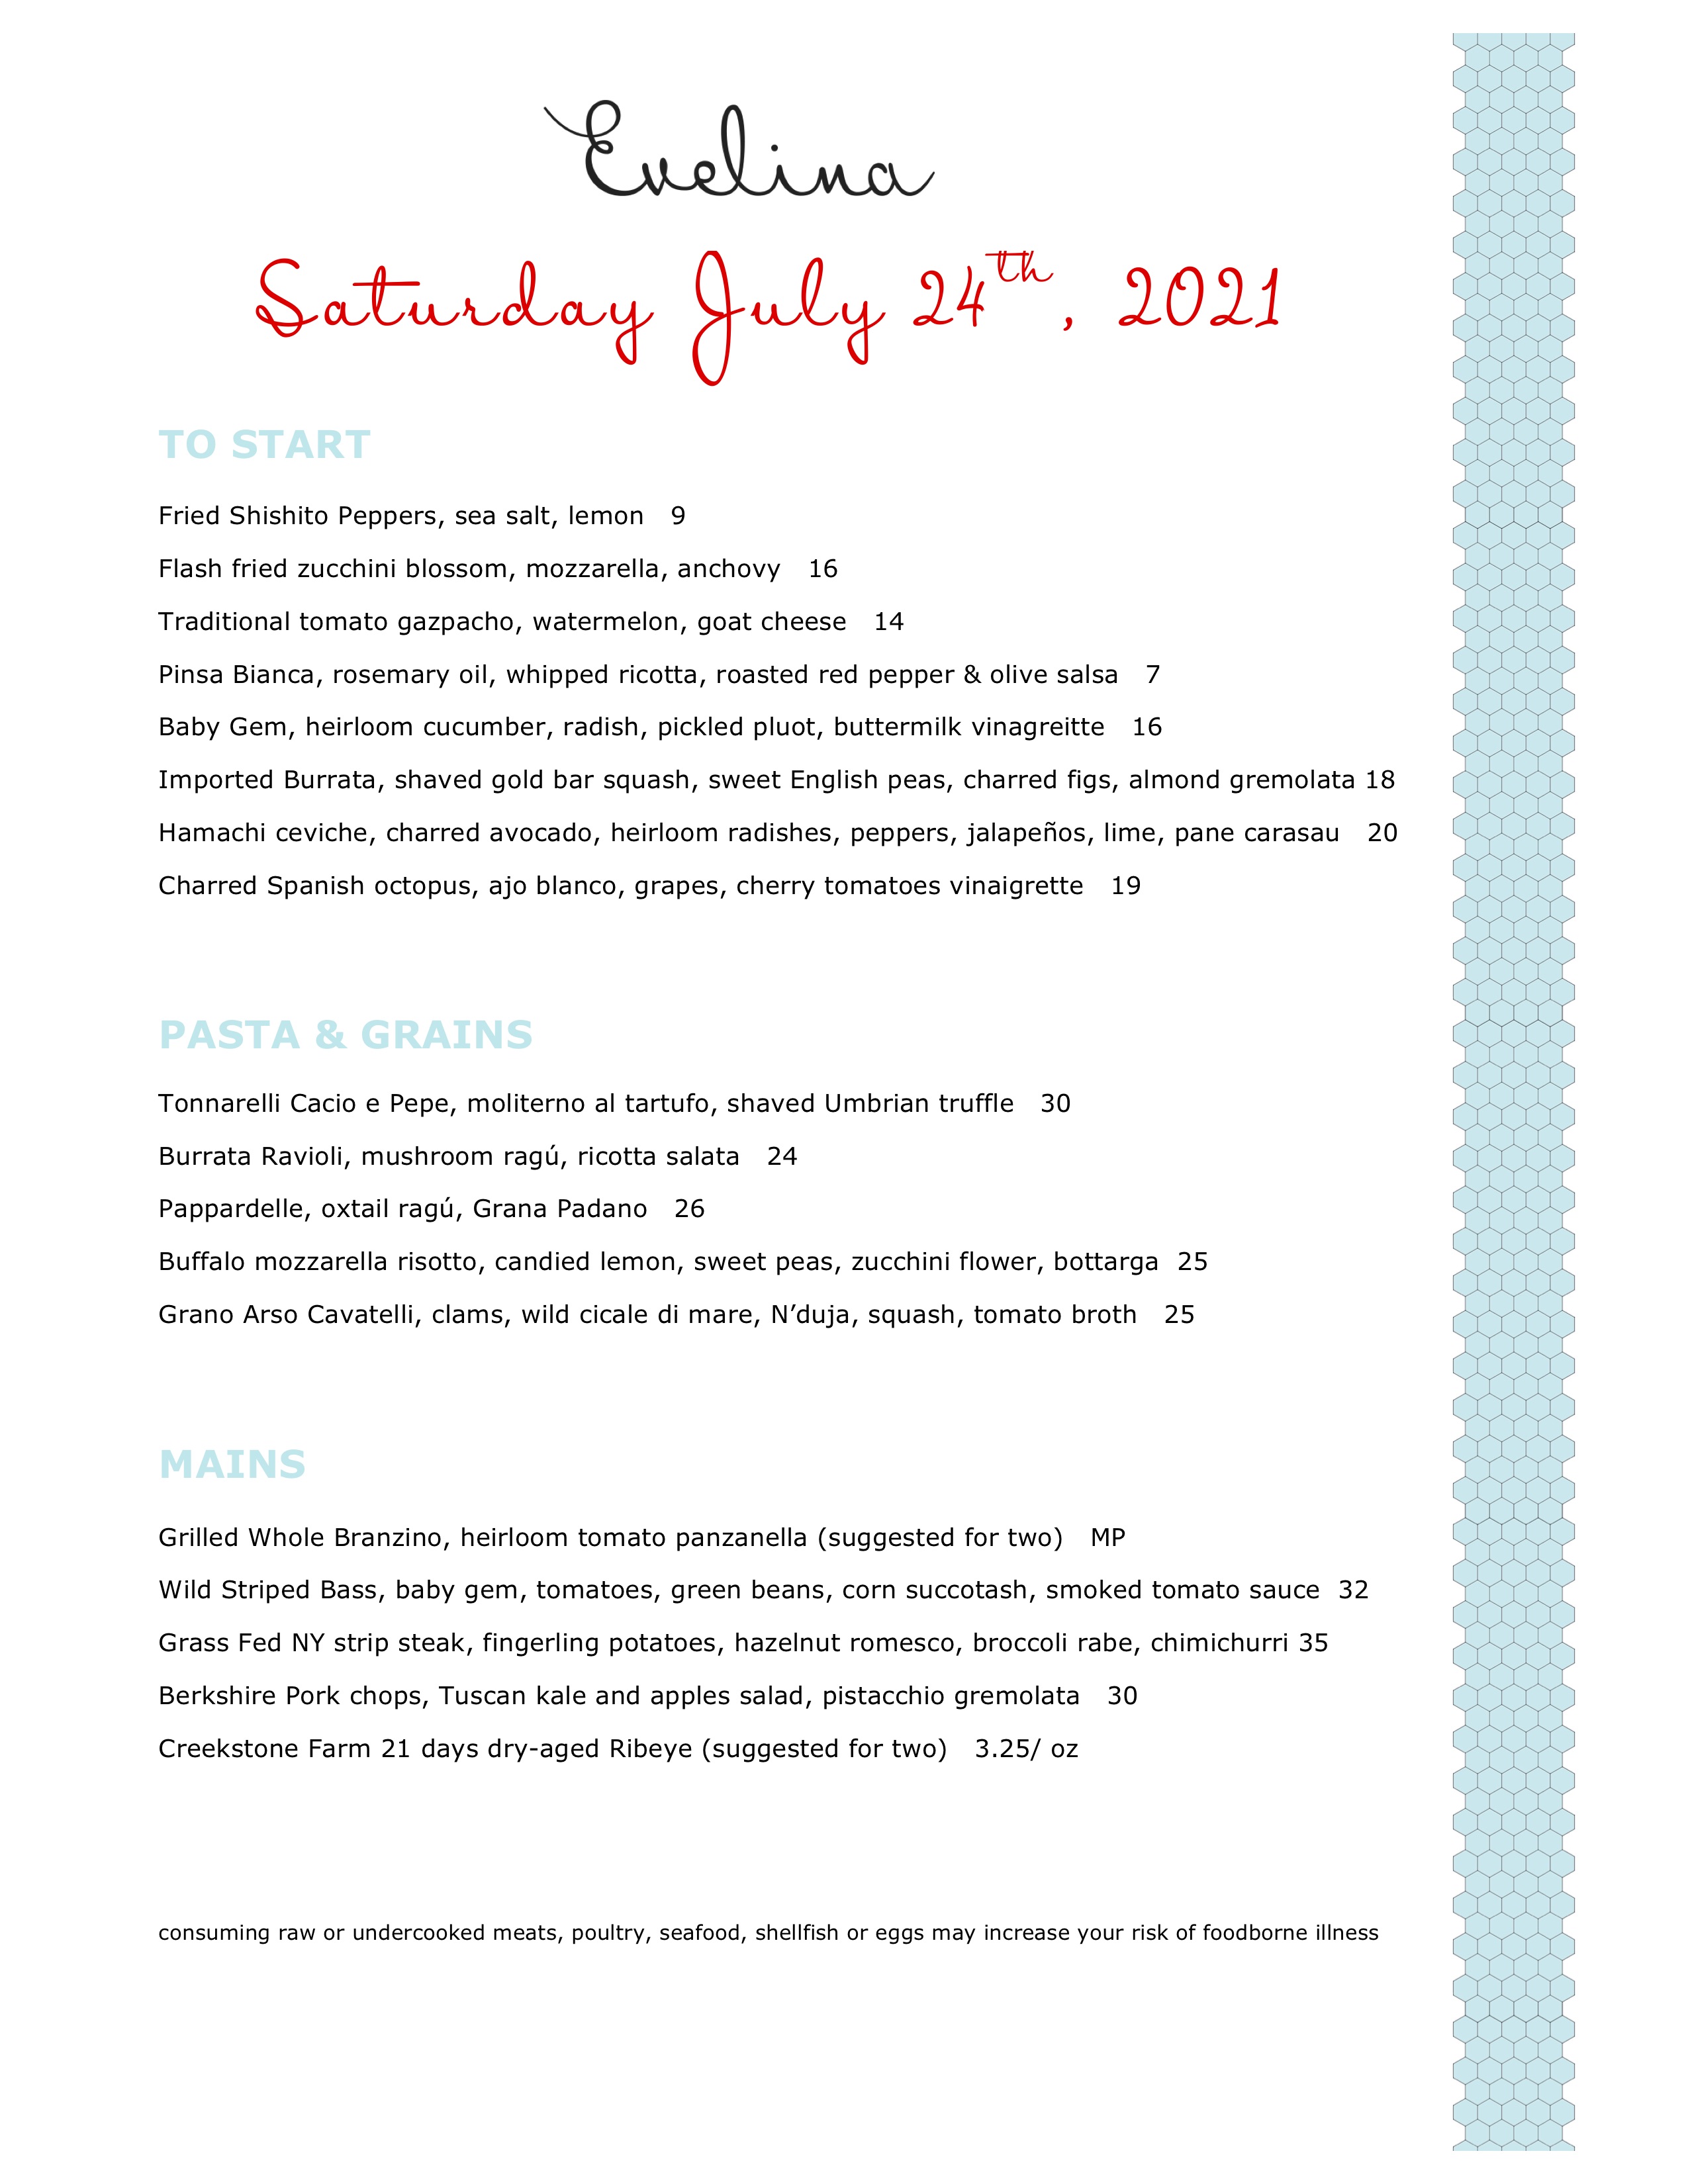 Evelina
Saturday July 24th, 2021
TO START
Fried Shishito Peppers, sea salt, lemon 9
Flash fried zucchini blossom, mozzarella, anchovy 16
Traditional tomato gazpacho, watermelon, goat cheese 14
Pinsa Bianca, rosemary oil, whipped ricotta, roasted red pepper & olive salsa 7
Baby Gem, heirloom cucumber, radish, pickled pluot, buttermilk vinagreitte 16
Imported Burrata, shaved gold bar squash, sweet English peas, charred figs, almond gremolata 18
Hamachi ceviche, charred avocado, heirloom radishes, peppers, jalapeños, lime, pane carasau 20
Charred Spanish octopus, ajo blanco, grapes, cherry tomatoes vinaigrette 19
PASTA & GRAINS
Tonnarelli Cacio e Pepe, moliterno al tartufo, shaved Umbrian truffle 30
Burrata Ravioli, mushroom ragú, ricotta salata 24
Pappardelle, oxtail ragú, Grana Padano 26
Buffalo mozzarella risotto, candied lemon, sweet peas, zucchini flower, bottarga 25
Grano Arso Cavatelli, clams, wild cicale di mare, N’duja, squash, tomato broth 25
MAINS
Grilled Whole Branzino, heirloom tomato panzanella (suggested for two) MP
Wild Striped Bass, baby gem, tomatoes, green beans, corn succotash, smoked tomato sauce 32
Grass Fed NY strip steak, fingerling potatoes, hazelnut romesco, broccoli rabe, chimichurri 35
Berkshire Pork chops, Tuscan kale and apples salad, pistacchio gremolata 30
Creekstone Farm 21 days dry-aged Ribeye (suggested for two) 3.25/ oz
consuming raw or undercooked meats, poultry, seafood, shellfish or eggs may increase your risk of foodborne illness